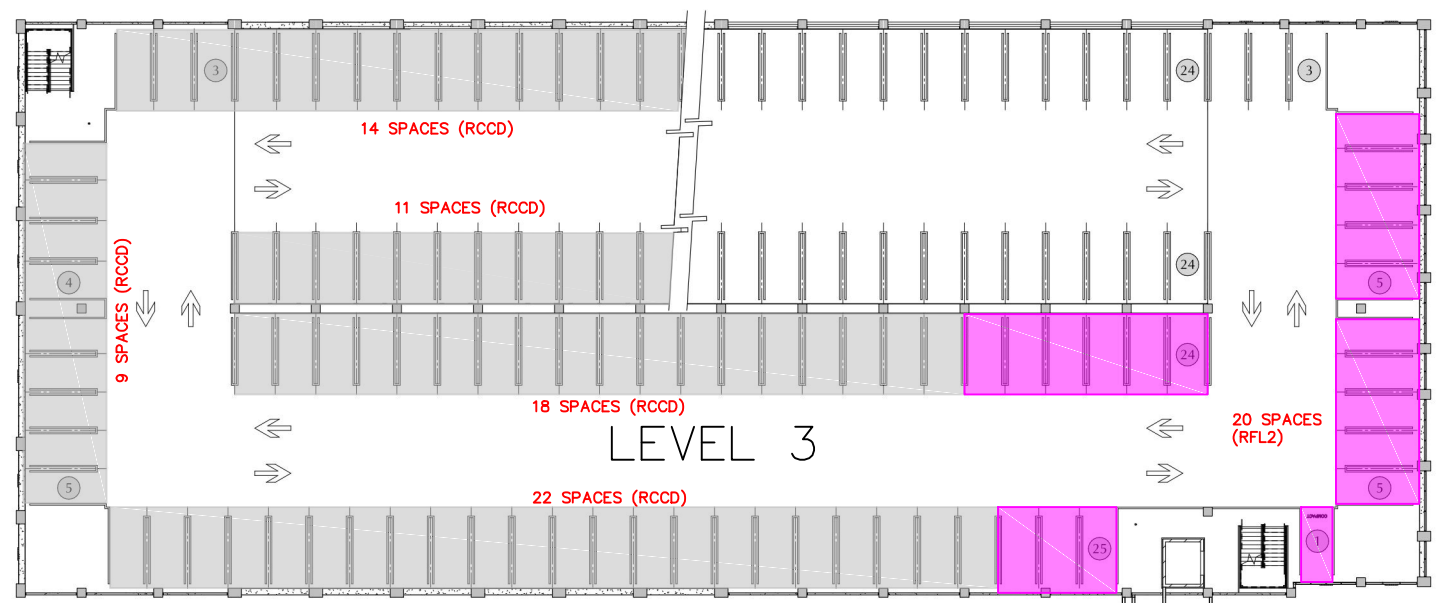 3
24
3
14 SPACES (RCCD)
11 SPACES (RCCD)
24
4
5
9 SPACES (RCCD)
24
18 SPACES (RCCD)
20 SPACES
(RFL2)
LEVEL 3
5
5
22 SPACES (RCCD)
25
COMPACT
1